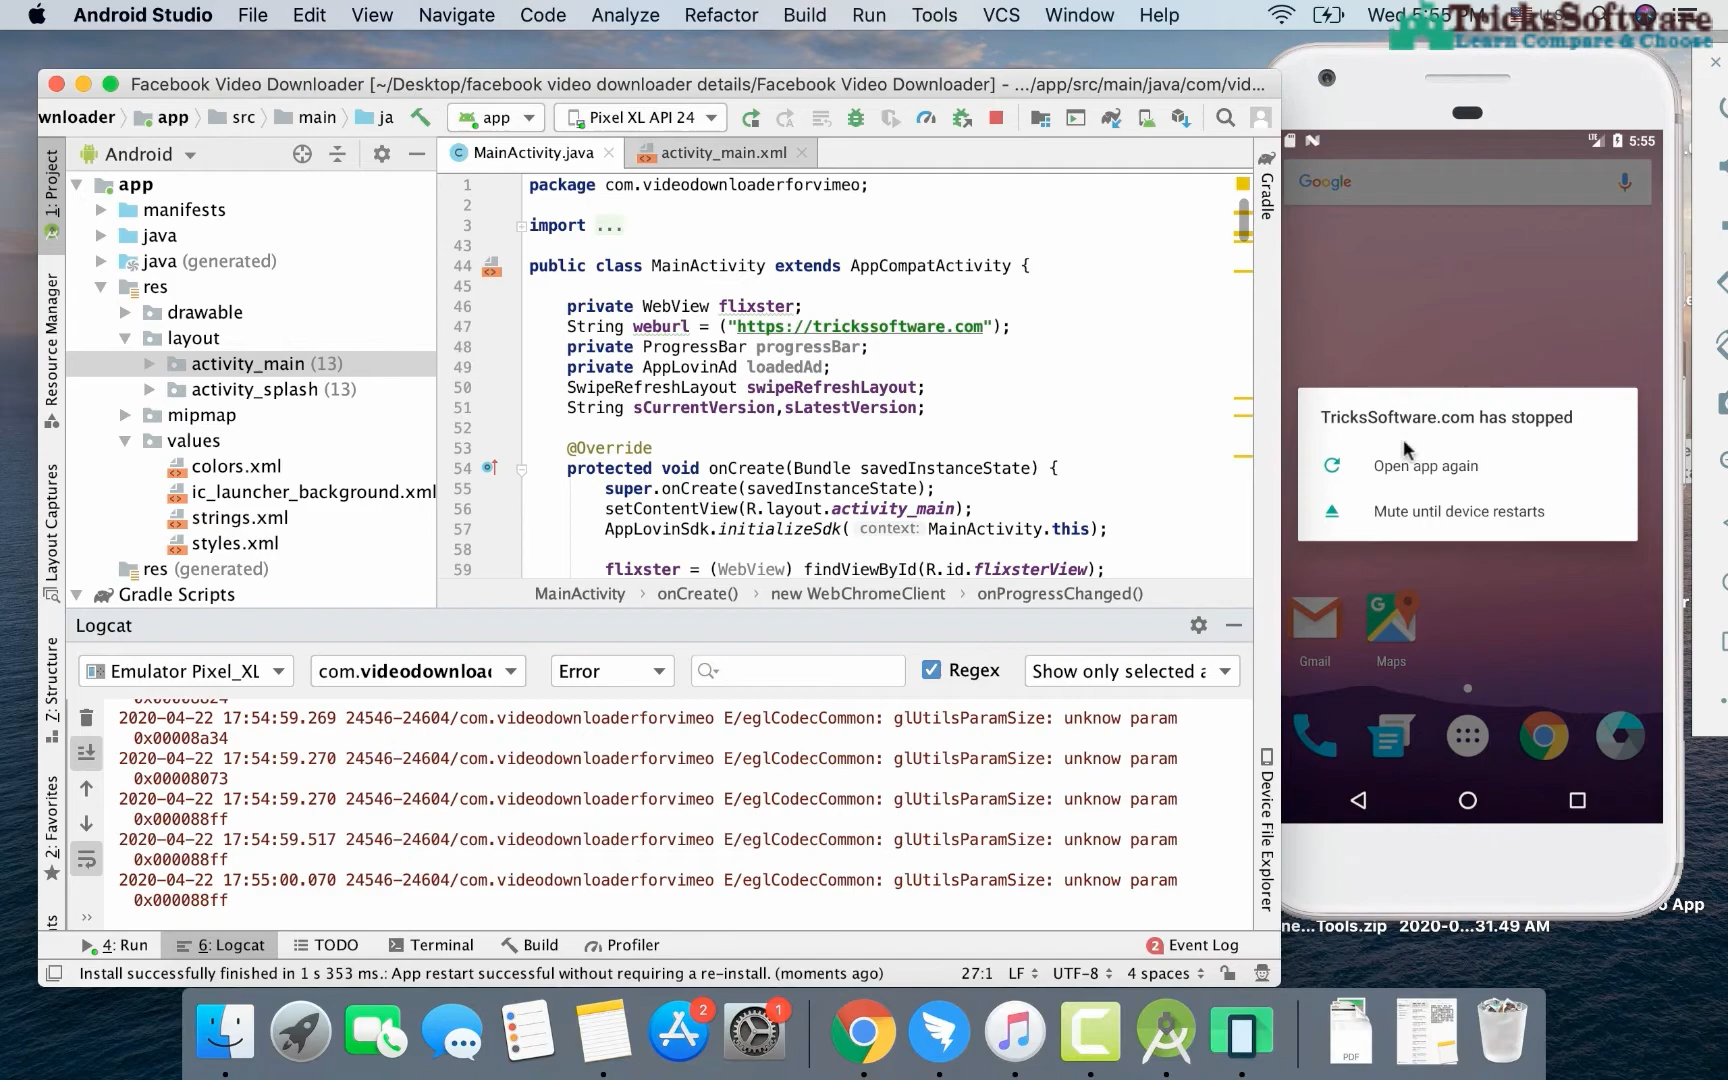 Android Studio File Edit View Navigate Code Analyze Refactor Build Run Tools VCS Window Help Wed 5:55 PM
TricksSoftware
Learn Compare & Choose
Facebook Video Downloader [~/Desktop/facebook video downloader details/Facebook Video Downloader] - .../app/src/main/java/com/vid...
wnloader app src main ja app Pixel XL API 24
Android
MainActivity.java
activity_main.xml
1: Project
Resource Manager
Layout Captures
Z: Structure
2: Favorites
app
manifests
java
java (generated)
res
drawable
layout
activity_main (13)
activity_splash (13)
mipmap
values
colors.xml
ic_launcher_background.xml
strings.xml
styles.xml
res (generated)
Gradle Scripts
1 package com.videodownloaderforvimeo;
2
3 import ...
43
44 public class MainActivity extends AppCompatActivity {
45
46 private WebView flixster;
47 String weburl = ("https://trickssoftware.com");
48 private ProgressBar progressBar;
49 private AppLovinAd loadedAd;
50 SwipeRefreshLayout swipeRefreshLayout;
51 String sCurrentVersion,sLatestVersion;
52
53 @Override
54 protected void onCreate(Bundle savedInstanceState) {
55 super.onCreate(savedInstanceState);
56 setContentView(R.layout.activity_main);
57 AppLovinSdk.initializeSdk( context: MainActivity.this);
58
59 flixster = (WebView) findViewById(R.id.flixsterView);
MainActivity › onCreate() › new WebChromeClient › onProgressChanged()
Gradle
Device File Explorer
Logcat
Emulator Pixel_XL com.videodownloac Error Regex Show only selected a
0x00008824
2020-04-22 17:54:59.269 24546-24604/com.videodownloaderforvimeo E/eglCodecCommon: glUtilsParamSize: unknow param
0x00008a34
2020-04-22 17:54:59.270 24546-24604/com.videodownloaderforvimeo E/eglCodecCommon: glUtilsParamSize: unknow param
0x00008073
2020-04-22 17:54:59.270 24546-24604/com.videodownloaderforvimeo E/eglCodecCommon: glUtilsParamSize: unknow param
0x000088ff
2020-04-22 17:54:59.517 24546-24604/com.videodownloaderforvimeo E/eglCodecCommon: glUtilsParamSize: unknow param
0x000088ff
2020-04-22 17:55:00.070 24546-24604/com.videodownloaderforvimeo E/eglCodecCommon: glUtilsParamSize: unknow param
0x000088ff
4: Run 6: Logcat TODO Terminal Build Profiler 2 Event Log
Install successfully finished in 1 s 353 ms.: App restart successful without requiring a re-install. (moments ago) 27:1 LF UTF-8 4 spaces
LTE 5:55
Google
TricksSoftware.com has stopped
Open app again
Mute until device restarts
Gmail
Maps
App
ne...Tools.zip 2020-0...31.49 AM
2
1
PDF